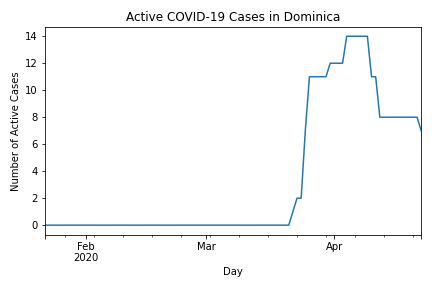 Active COVID-19 Cases in Dominica
Number of Active Cases
14
12
10
8
6
4
2
0
Feb
2020
Mar
Apr
Day